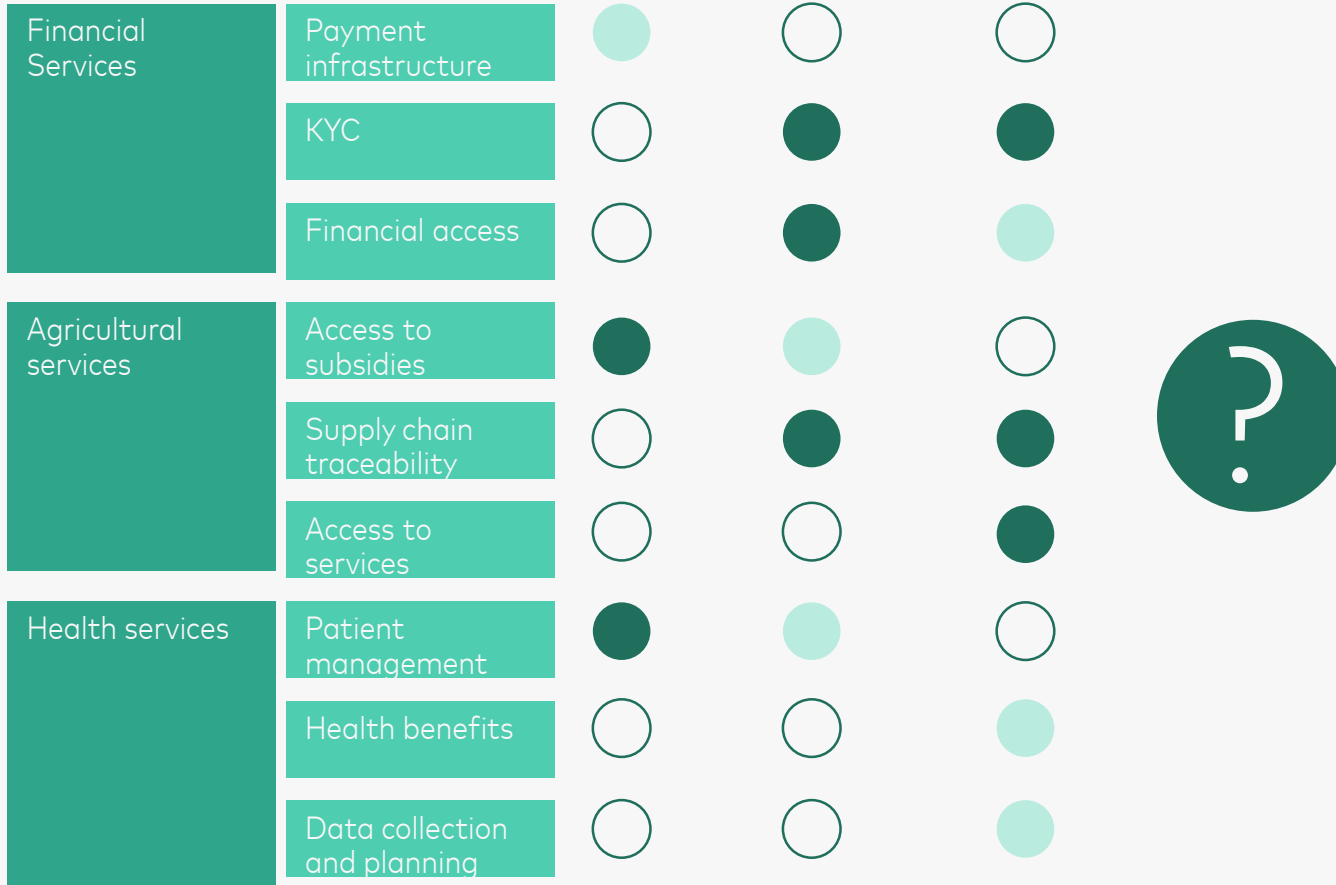 Financial
Services
Payment
infrastructure
KYC
Financial access
Agricultural
services
Access to
subsidies
Supply chain
traceability
Access to
services
Health services
Patient
management
Health benefits
Data collection
and planning
?